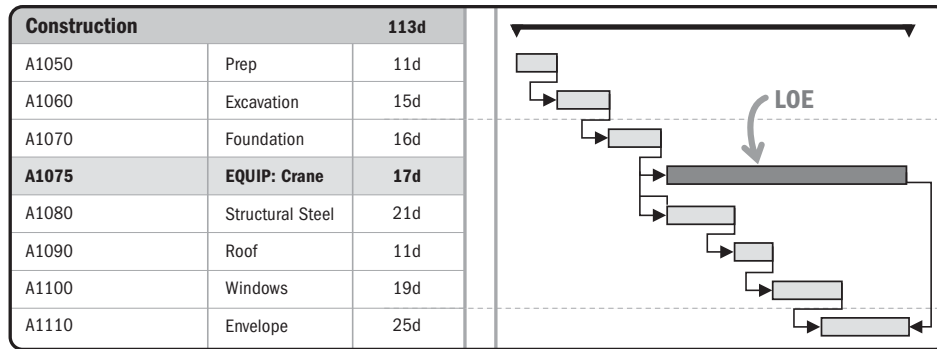 Construction 113d
A1050 Prep 11d
A1060 Excavation 15d
LOE
A1070 Foundation 16d
A1075 EQUIP: Crane 17d
A1080 Structural Steel 21d
A1090 Roof 11d
A1100 Windows 19d
A1110 Envelope 25d